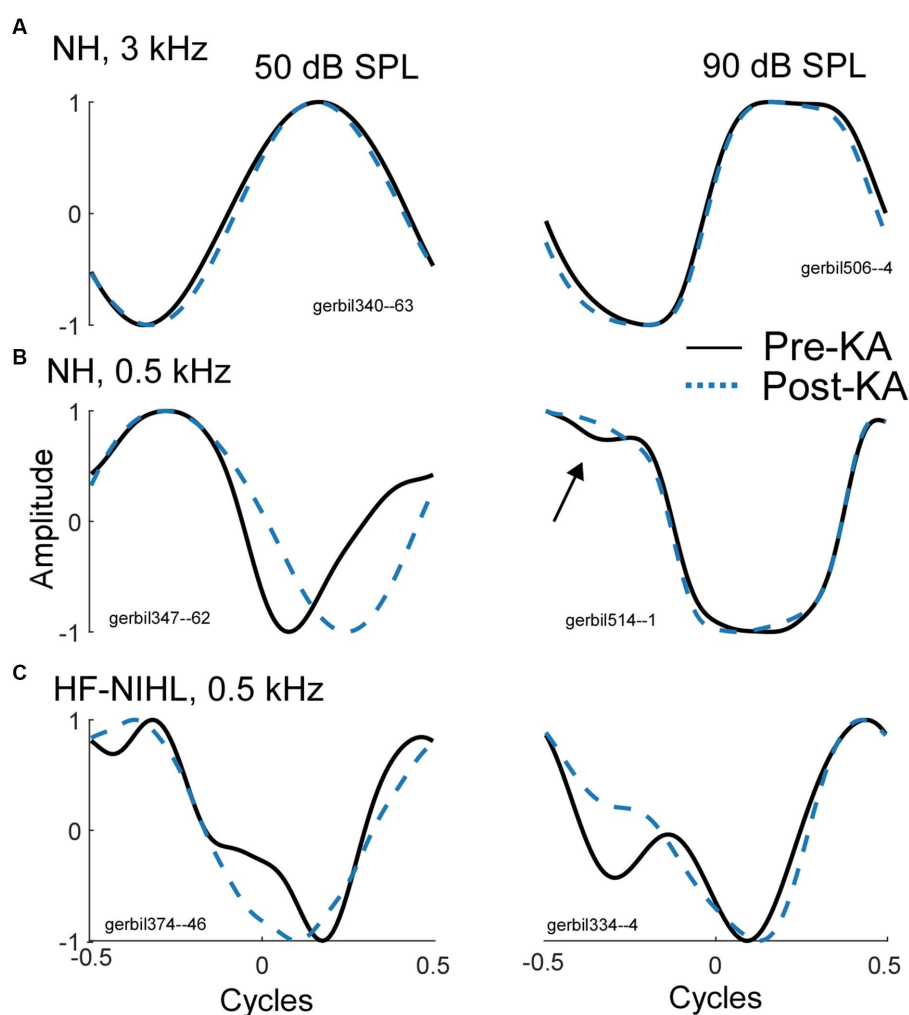 A
NH, 3 kHz
50 dB SPL
90 dB SPL
1
0
-1
gerbil340--63
gerbil506--4
B
NH, 0.5 kHz
Pre-KA
Post-KA
1
0
-1
Amplitude
gerbil347--62
gerbil514--1
C
HF-NIHL, 0.5 kHz
1
0
-1
gerbil374--46
gerbil334--4
-0.5
0
0.5
-0.5
0
0.5
Cycles
Cycles